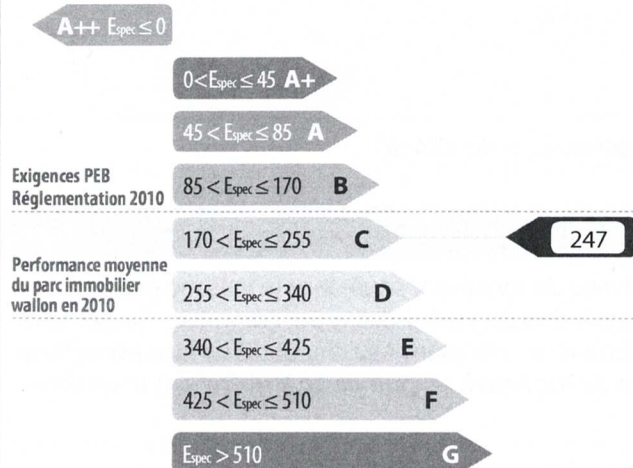 A++ Espec ≤ 0
0 < Espec ≤ 45 A+
45 < Espec ≤ 85 A
Exigences PEB
Réglementation 2010
85 < Espec ≤ 170 B
170 < Espec ≤ 255 C
247
Performance moyenne
du parc immobilier
wallon en 2010
255 < Espec ≤ 340 D
340 < Espec ≤ 425 E
425 < Espec ≤ 510 F
Espec > 510 G